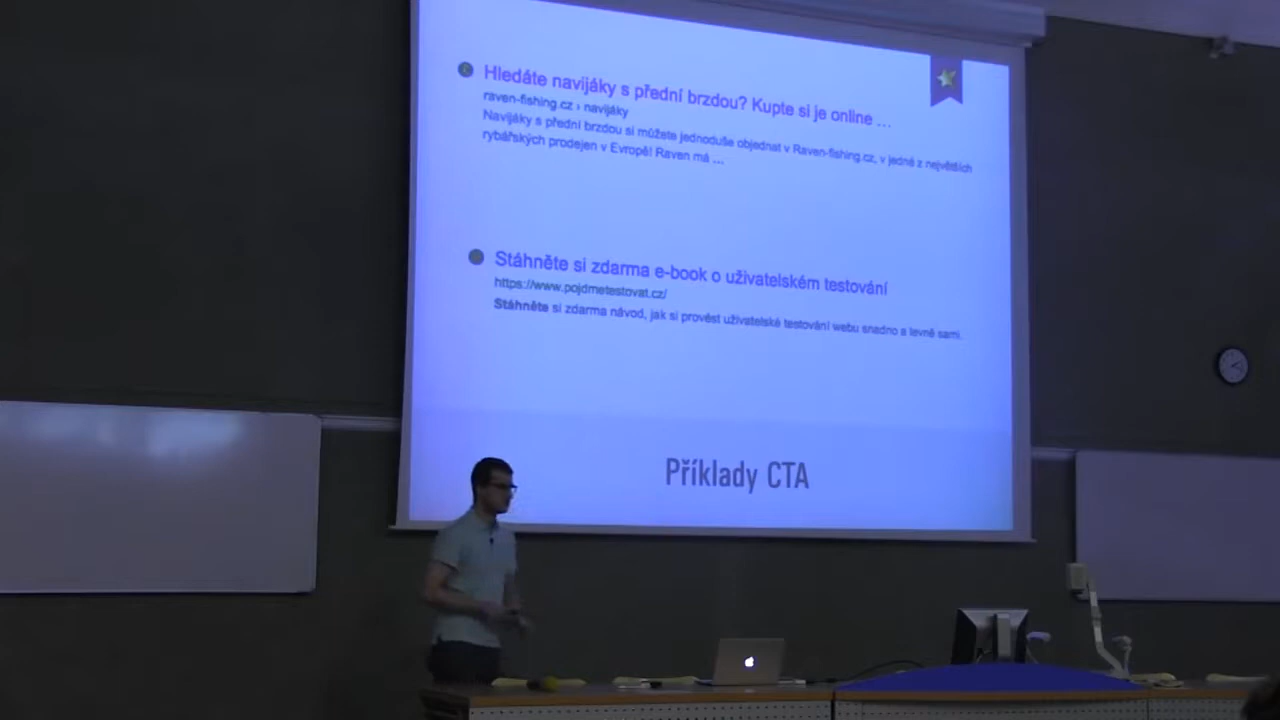 Hledáte navijáky s přední brzdou? Kupte si je online ...
raven-fishing.cz › navijáky
Navijáky s přední brzdou si můžete jednoduše objednat v Raven-fishing.cz, v jedné z největších
rybářských prodejen v Evropě! Raven má ...
Stáhněte si zdarma e-book o uživatelském testování
https://www.pojdmetestovat.cz/
Stáhněte si zdarma návod, jak si provést uživatelské testování webu snadno a levně sami.
Příklady CTA